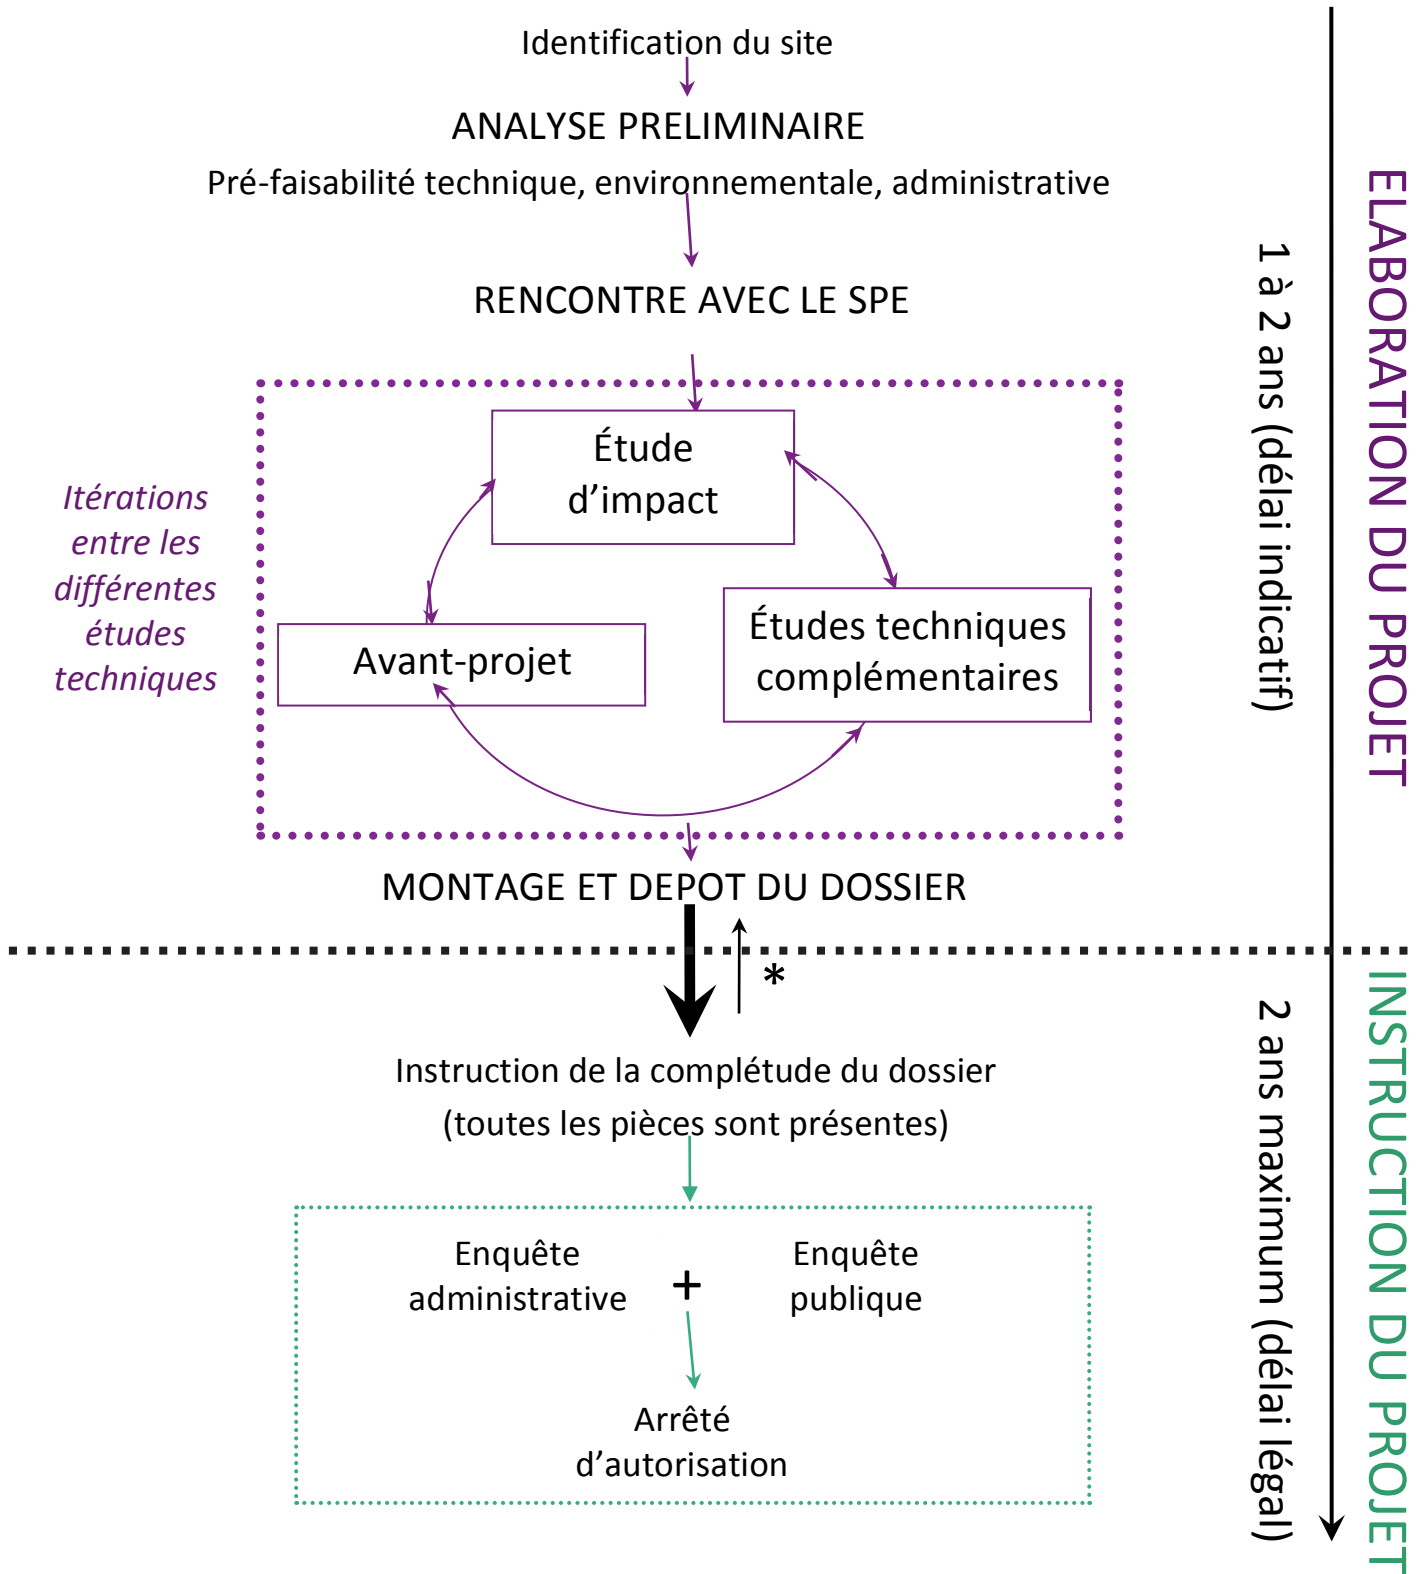 Identification du site
ANALYSE PRELIMINAIRE
Pré-faisabilité technique, environnementale, administrative
RENCONTRE AVEC LE SPE
Étude
d’impact
Itérations
entre les
différentes
études
techniques
Avant-projet
Études techniques
complémentaires
1 à 2 ans (délai indicatif)
ELABORATION DU PROJET
MONTAGE ET DEPOT DU DOSSIER
*
Instruction de la complétude du dossier
(toutes les pièces sont présentes)
Enquête
administrative
+
Enquête
publique
Arrêté
d’autorisation
2 ans maximum (délai légal)
INSTRUCTION DU PROJET